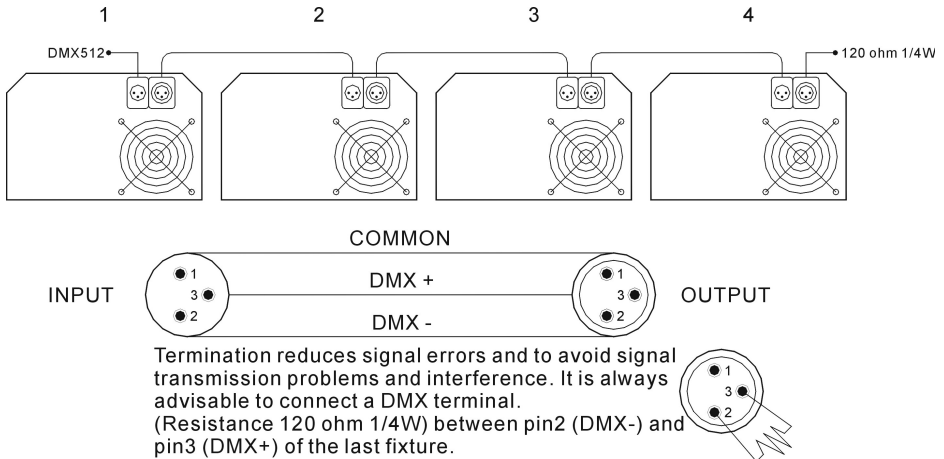 1 2 3 4
DMX512 120 ohm 1/4W
COMMON
INPUT 1 3 2 DMX + 1 3 2 OUTPUT
DMX -
Termination reduces signal errors and to avoid signal
transmission problems and interference. It is always
advisable to connect a DMX terminal.
(Resistance 120 ohm 1/4W) between pin2 (DMX-) and
pin3 (DMX+) of the last fixture.
1
3
2